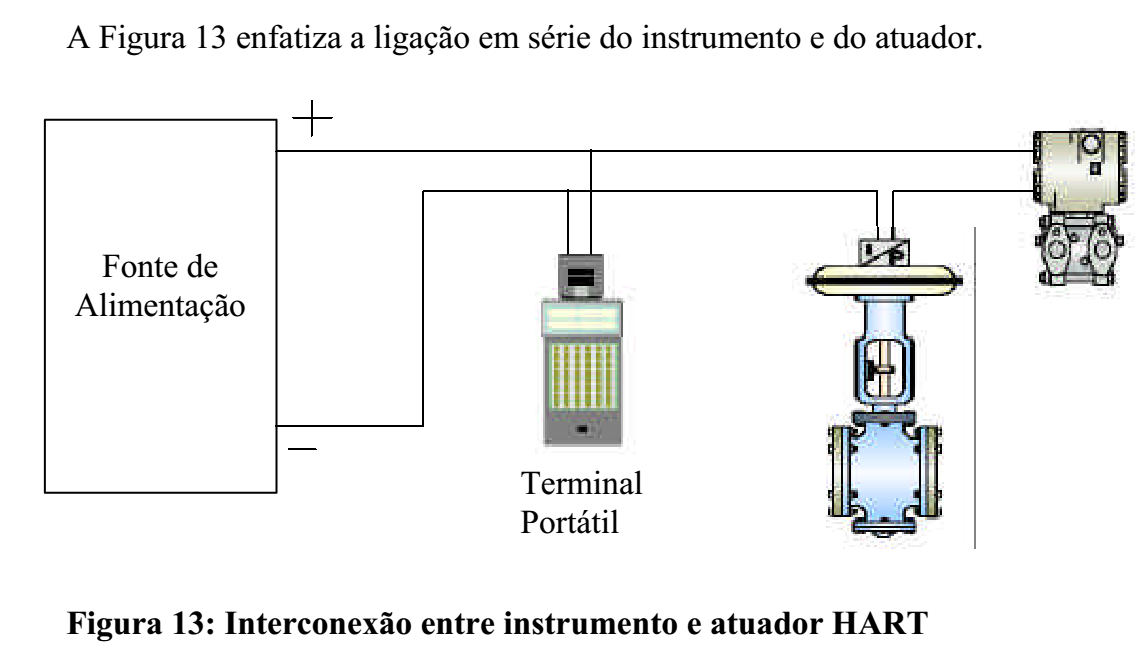 A Figura 13 enfatiza a ligação em série do instrumento e do atuador.
+
Fonte de
Alimentação
I
P
–
Terminal
Portátil
Figura 13: Interconexão entre instrumento e atuador HART